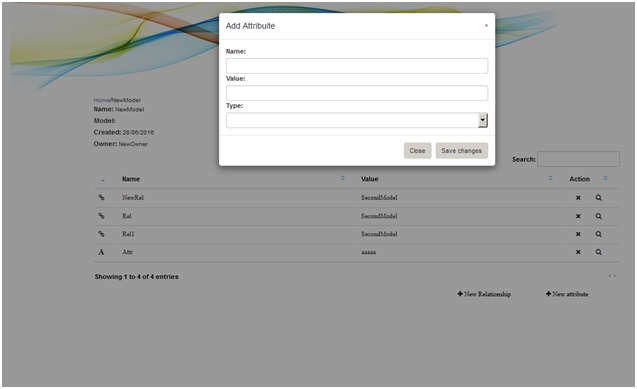 Add Attribuite ×
Name:
Value:
Type:
Close Save changes
Home/NewModel
Name: NewModel
Model:
Created: 28/06/2016
Owner: NewOwner
Search:
Name Value Action
NewRel SecondModel
Rel SecondModel
Rel1 SecondModel
A Attr aaaaa
Showing 1 to 4 of 4 entries
New Relationship New attribute